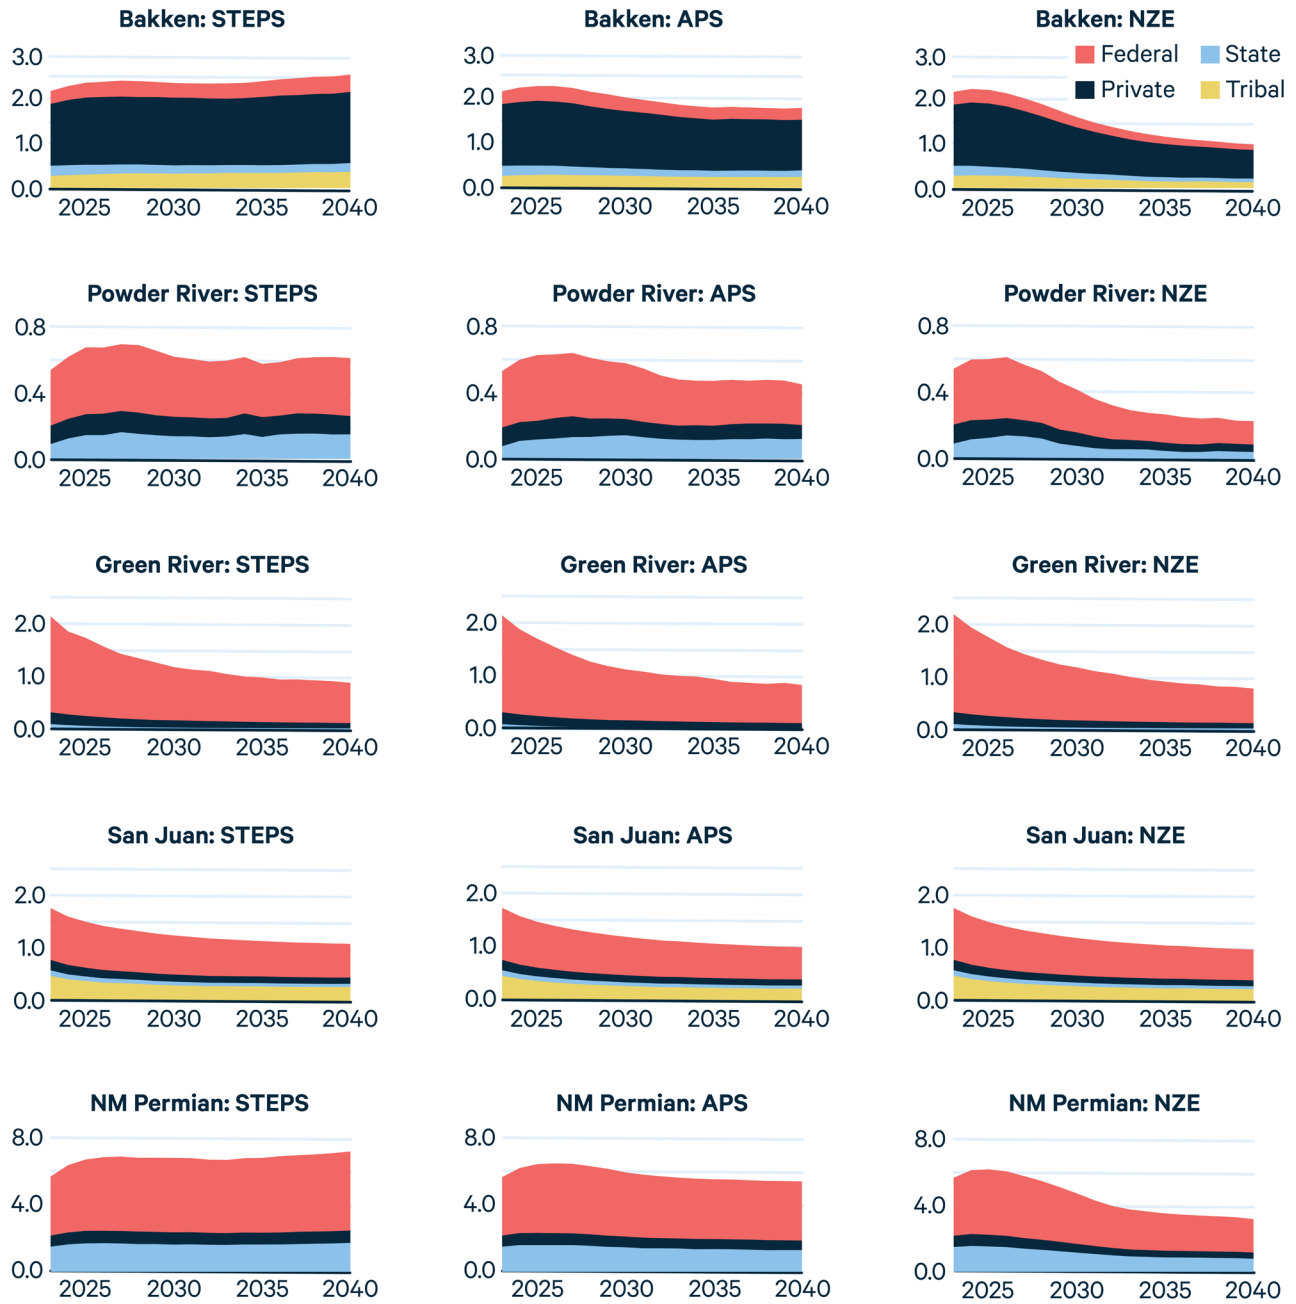 Bakken: STEPS
3.0
2.0
1.0
0.0
2025 2030 2035 2040
Bakken: APS
3.0
2.0
1.0
0.0
2025 2030 2035 2040
Bakken: NZE
Federal State
Private Tribal
3.0
2.0
1.0
0.0
2025 2030 2035 2040
Powder River: STEPS
0.8
0.4
0.0
2025 2030 2035 2040
Powder River: APS
0.8
0.4
0.0
2025 2030 2035 2040
Powder River: NZE
0.8
0.4
0.0
2025 2030 2035 2040
Green River: STEPS
2.0
1.0
0.0
2025 2030 2035 2040
Green River: APS
2.0
1.0
0.0
2025 2030 2035 2040
Green River: NZE
2.0
1.0
0.0
2025 2030 2035 2040
San Juan: STEPS
2.0
1.0
0.0
2025 2030 2035 2040
San Juan: APS
2.0
1.0
0.0
2025 2030 2035 2040
San Juan: NZE
2.0
1.0
0.0
2025 2030 2035 2040
NM Permian: STEPS
8.0
4.0
0.0
2025 2030 2035 2040
NM Permian: APS
8.0
4.0
0.0
2025 2030 2035 2040
NM Permian: NZE
8.0
4.0
0.0
2025 2030 2035 2040